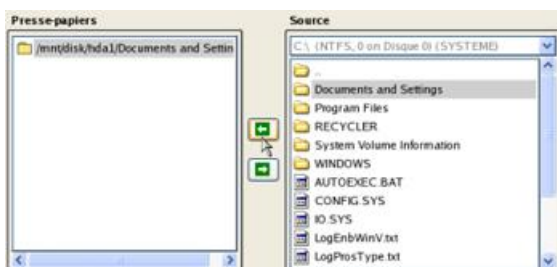 Presse-papiers
/mnt/disk/hda1/Documents and Settin
Source
C:\ (NTFS, 0 on Disque 0) (SYSTEME)
..
Documents and Settings
Program Files
RECYCLER
System Volume Information
WINDOWS
AUTOEXEC.BAT
CONFIG.SYS
IO.SYS
LogEnbWinV.txt
LogProsType.txt